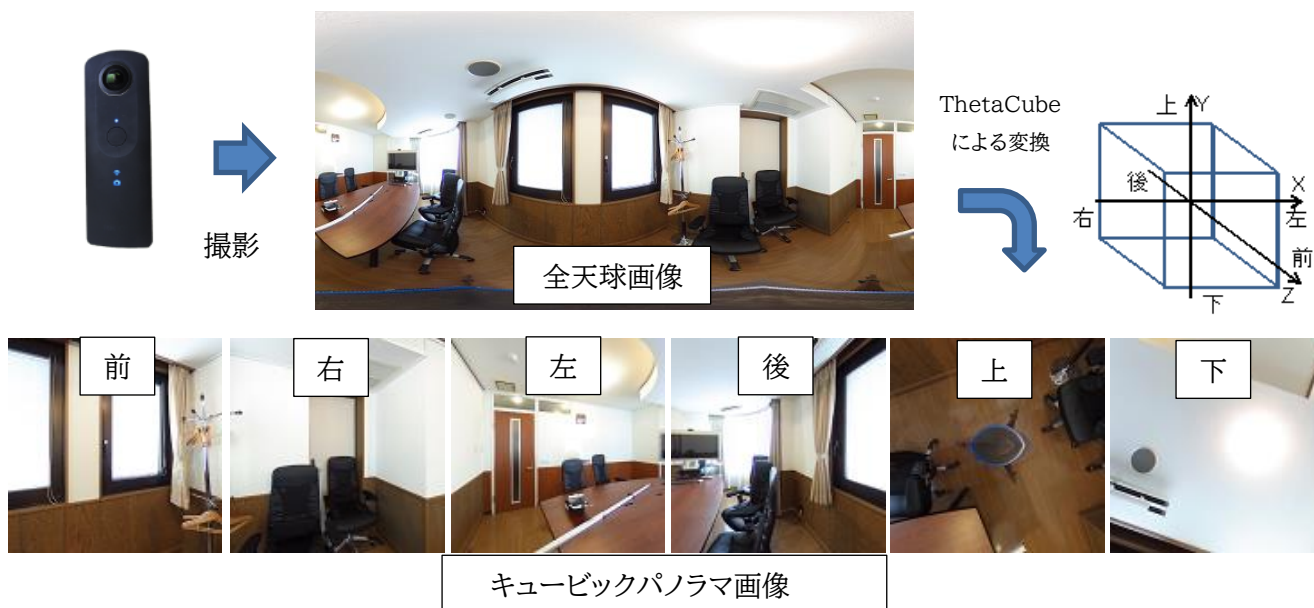 撮影
全天球画像
ThetaCube
による変換
上
Y
後
X
右
左
前
Z
下
前
右
左
後
上
下
キュービックパノラマ画像